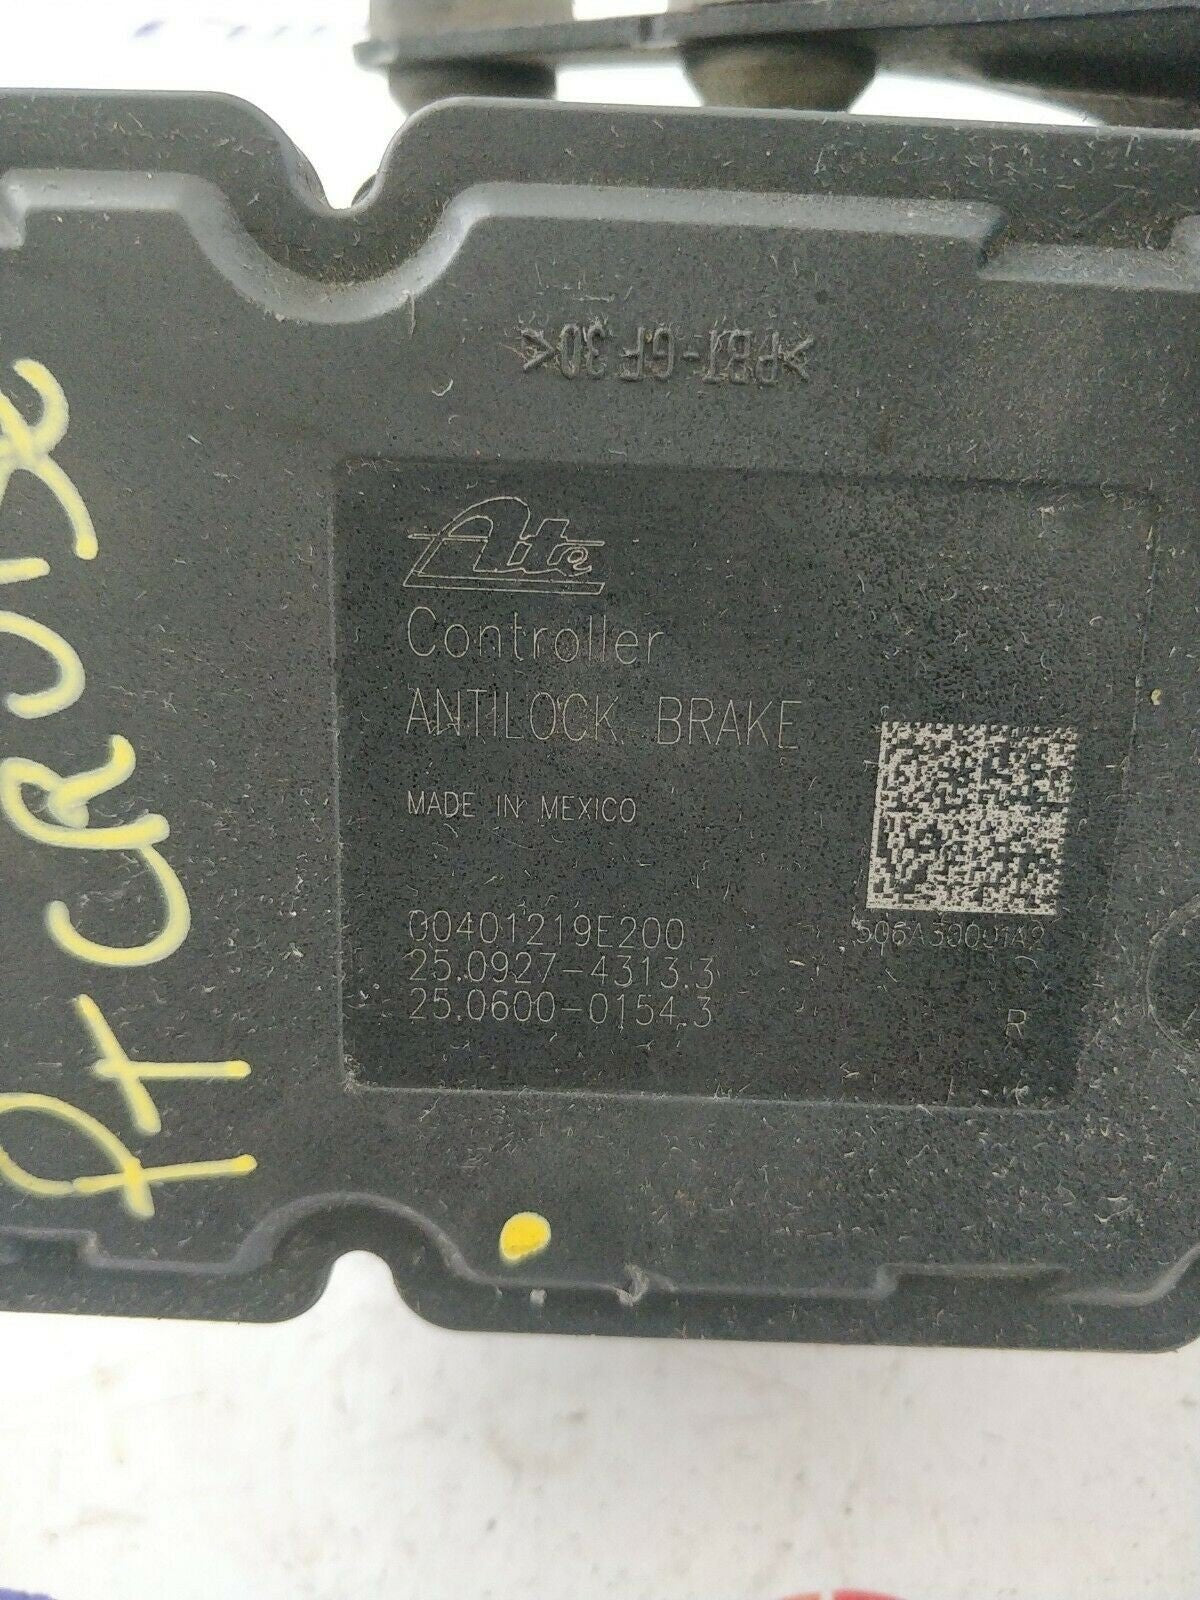 >PBT-GF30<
Ate
Controller
ANTILOCK BRAKE
MADE IN MEXICO
00401219E200
25.0927-4313.3
25.0600-0154.3
506A30001A2
R
PT CRUISE